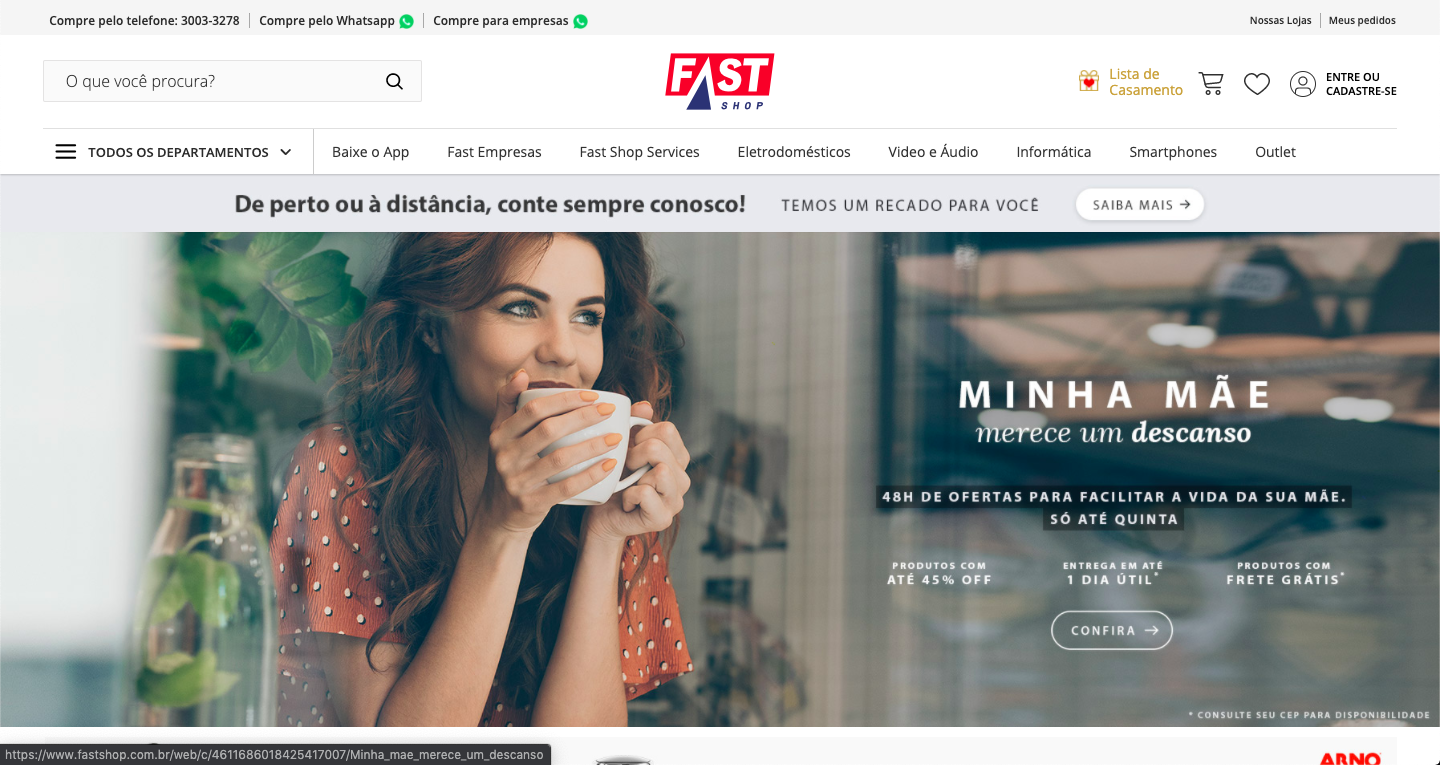 Compre pelo telefone: 3003-3278
Compre pelo Whatsapp
Compre para empresas
Nossas Lojas
Meus pedidos
O que você procura?
FAST
SHOP
Lista de
Casamento
ENTRE OU
CADASTRE-SE
TODOS OS DEPARTAMENTOS
Baixe o App
Fast Empresas
Fast Shop Services
Eletrodomésticos
Video e Áudio
Informática
Smartphones
Outlet
De perto ou à distância, conte sempre conosco!
TEMOS UM RECADO PARA VOCÊ
SAIBA MAIS →
MINHA MÃE
merece um descanso
48H DE OFERTAS PARA FACILITAR A VIDA DA SUA MÃE.
SÓ ATÉ QUINTA
PRODUTOS COM
ATÉ 45% OFF
ENTREGA EM ATÉ
1 DIA ÚTIL*
PRODUTOS COM
FRETE GRÁTIS*
CONFIRA →
* CONSULTE SEU CEP PARA DISPONIBILIDADE
https://www.fastshop.com.br/web/c/4611686018425417007/Minha_mae_merece_um_descanso
ARNO